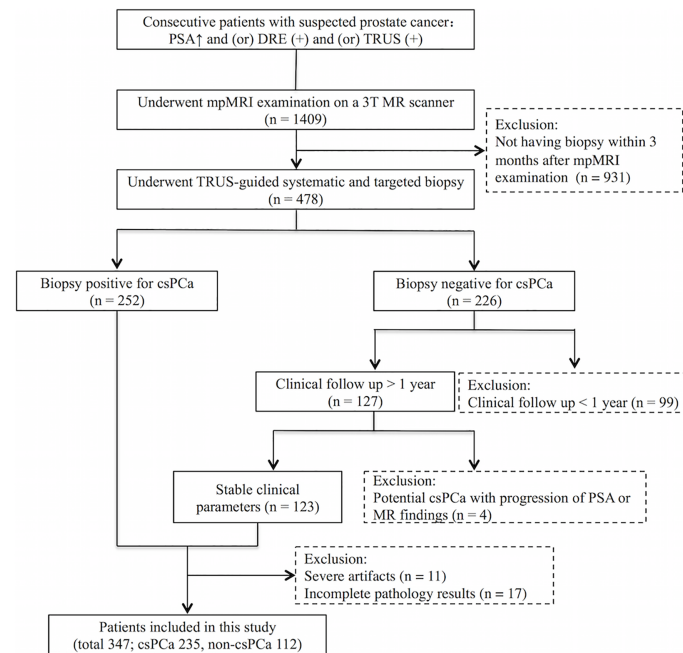 Consecutive patients with suspected prostate cancer:
PSA↑ and (or) DRE (+) and (or) TRUS (+)
Underwent mpMRI examination on a 3T MR scanner
(n = 1409)
Exclusion:
Not having biopsy within 3
months after mpMRI
examination (n = 931)
Underwent TRUS-guided systematic and targeted biopsy
(n = 478)
Biopsy positive for csPCa
(n = 252)
Biopsy negative for csPCa
(n = 226)
Clinical follow up > 1 year
(n = 127)
Exclusion:
Clinical follow up < 1 year (n = 99)
Stable clinical
parameters (n = 123)
Exclusion:
Potential csPCa with progression of PSA or
MR findings (n = 4)
Exclusion:
Severe artifacts (n = 11)
Incomplete pathology results (n = 17)
Patients included in this study
(total 347; csPCa 235, non-csPCa 112)